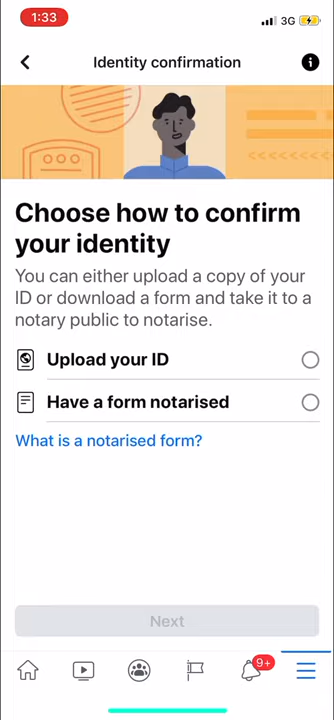 1:33
3G
Identity confirmation
Choose how to confirm
your identity
You can either upload a copy of your
ID or download a form and take it to a
notary public to notarise.
Upload your ID
Have a form notarised
What is a notarised form?
Next
9+